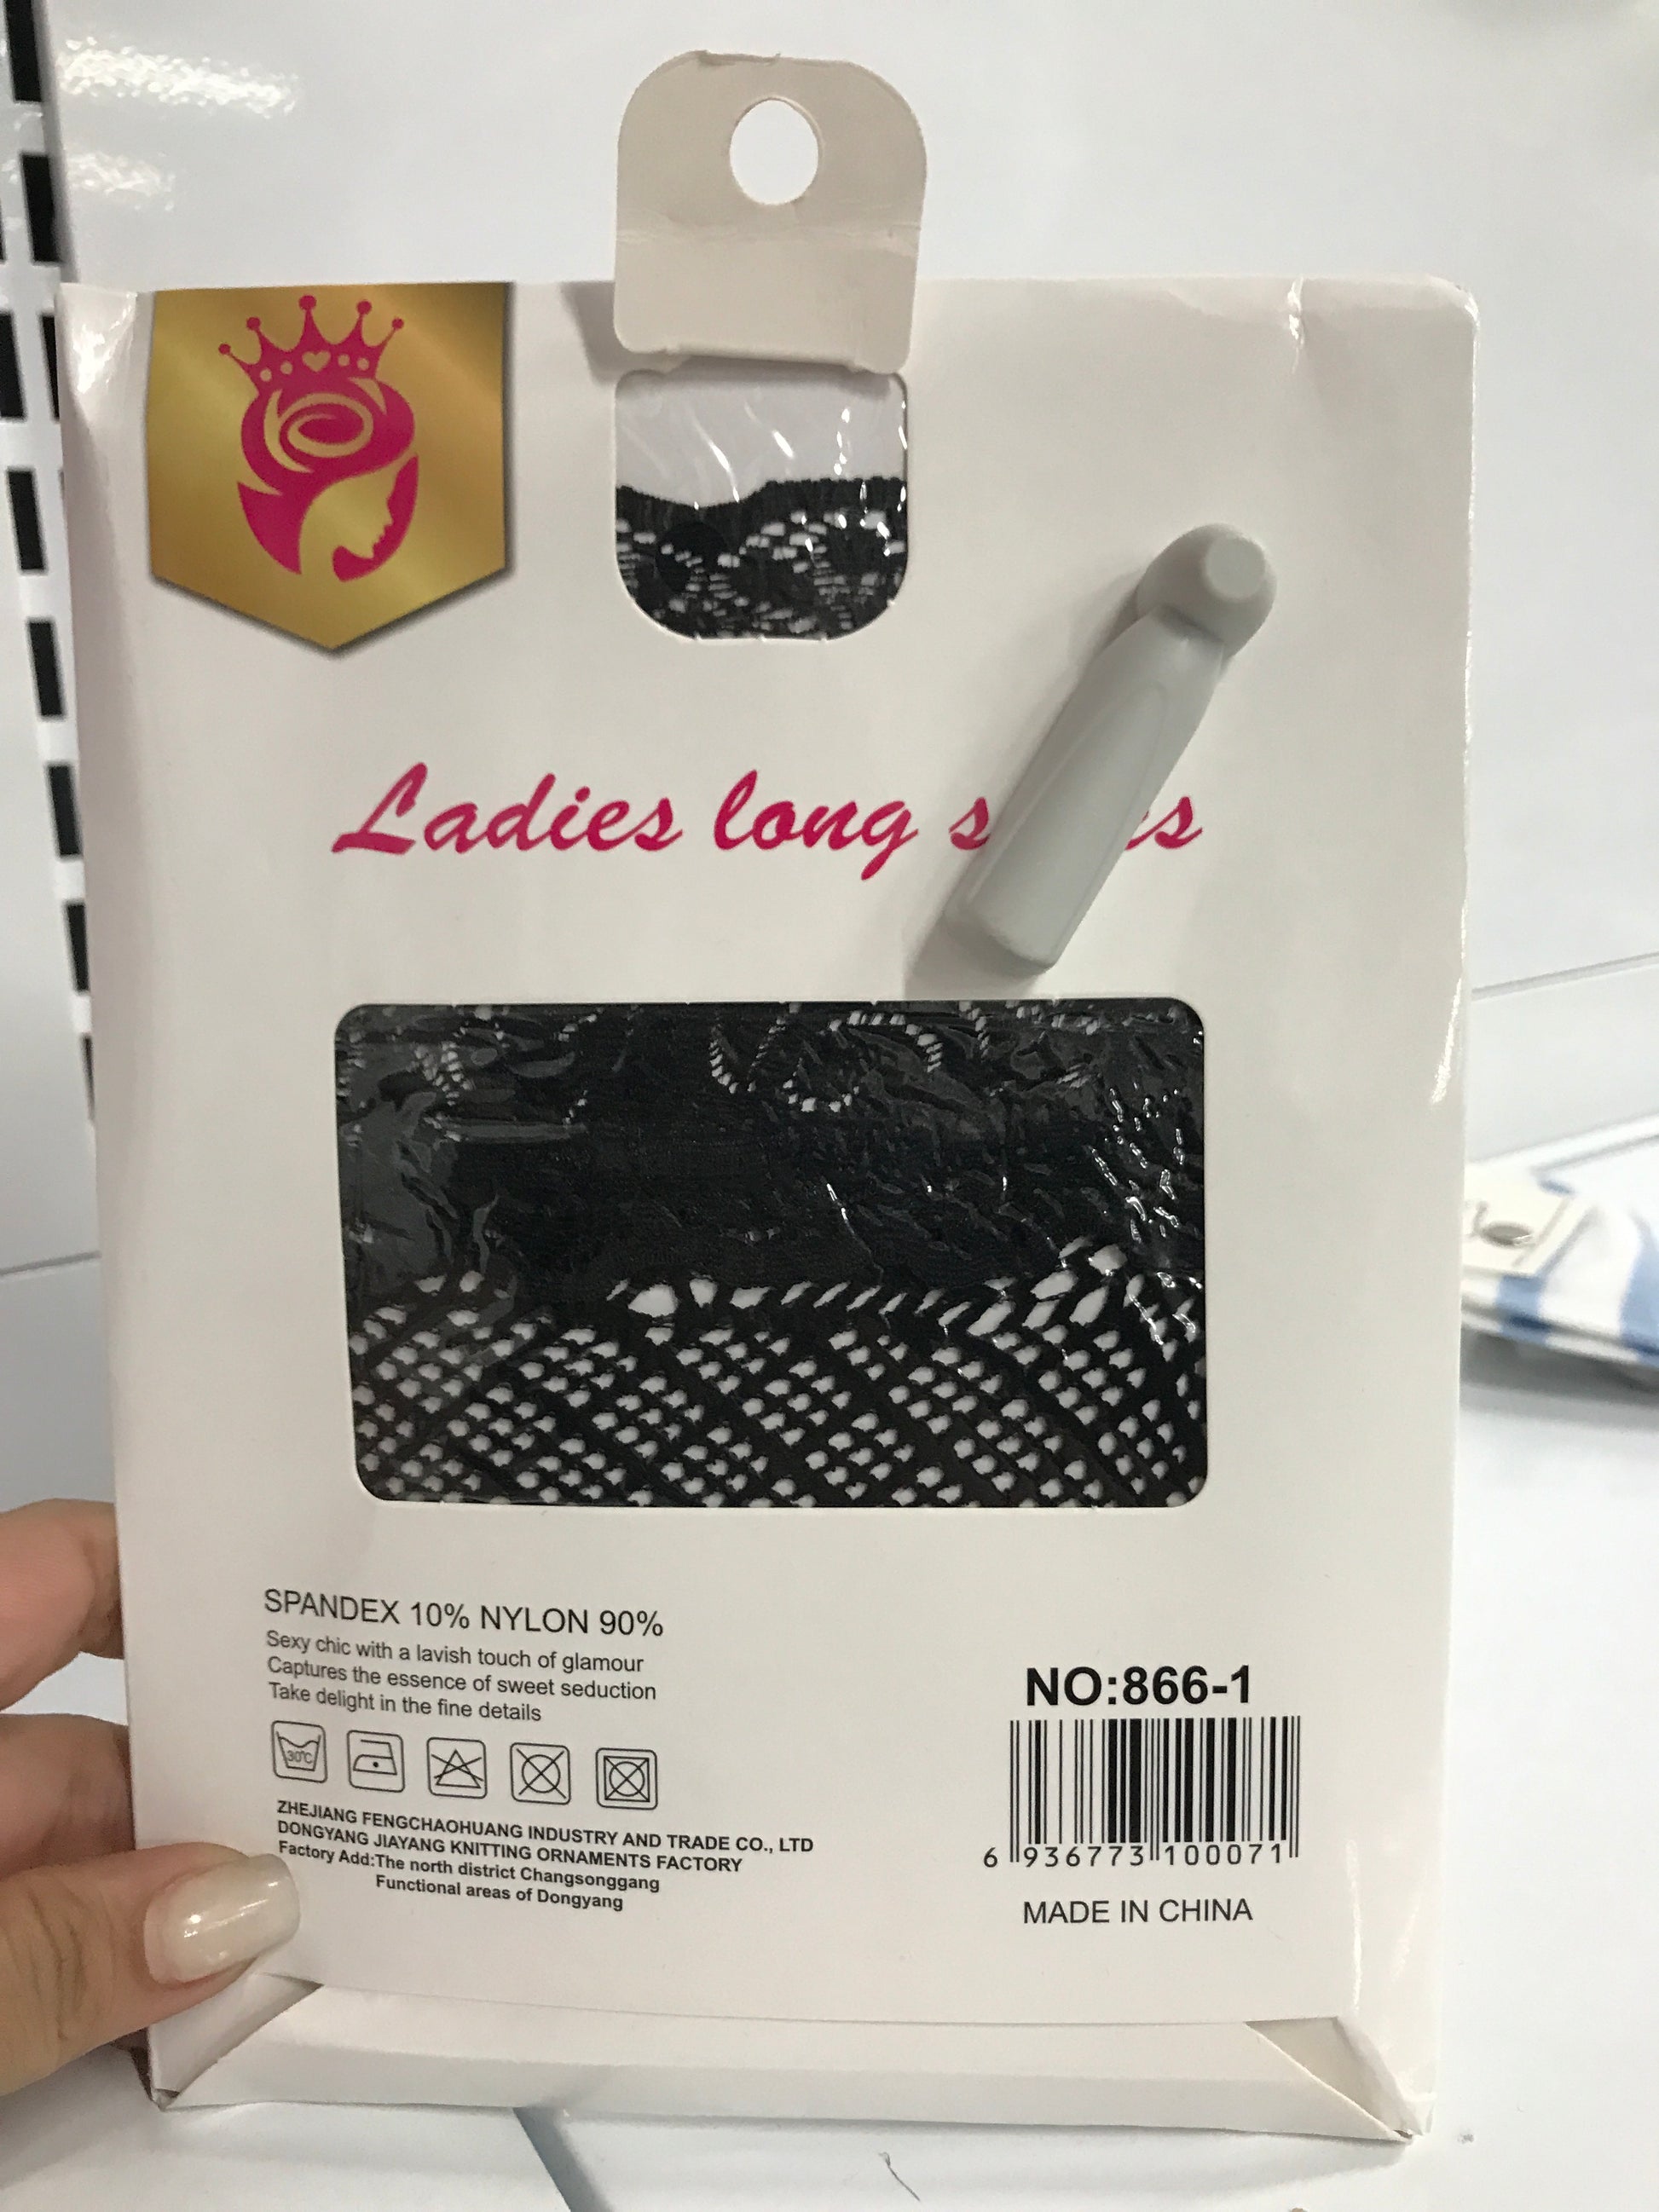 Ladies long
SPANDEX 10% NYLON 90%
Sexy chic with a lavish touch of glamour
Captures the essence of sweet seduction
Take delight in the fine details
30℃
ZHEJIANG FENGCHAOHUANG INDUSTRY AND TRADE CO., LTD
DONGYANG JIAYANG KNITTING ORNAMENTS FACTORY
Factory Add:The north district Changsonggang
Functional areas of Dongyang
NO:866-1
6 936773 100071
MADE IN CHINA